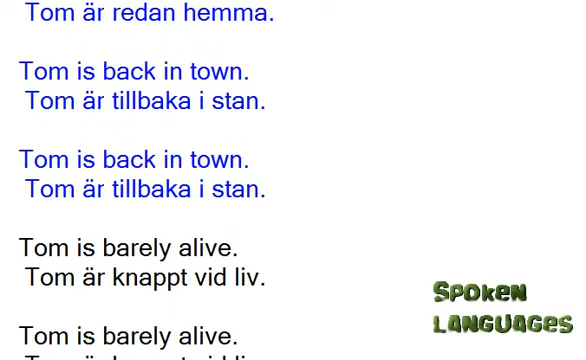 Tom är redan hemma.
Tom is back in town.
Tom är tillbaka i stan.
Tom is back in town.
Tom är tillbaka i stan.
Tom is barely alive.
Tom är knappt vid liv.
Tom is barely alive.
Spoken
Languages